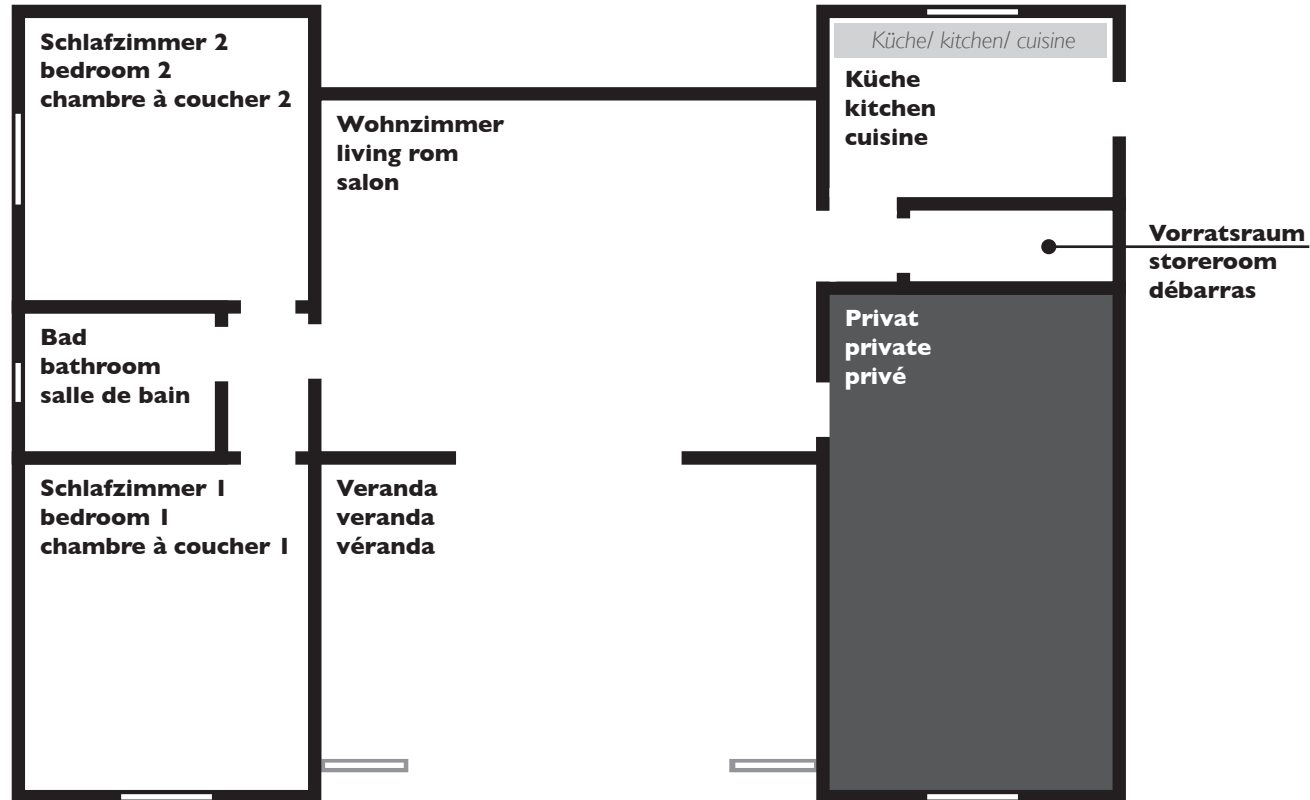 Schlafzimmer 2
bedroom 2
chambre à coucher 2
Wohnzimmer
living rom
salon
Küche/ kitchen/ cuisine
Küche
kitchen
cuisine
Vorratsraum
storeroom
débarras
Bad
bathroom
salle de bain
Privat
private
privé
Schlafzimmer 1
bedroom 1
chambre à coucher 1
Veranda
veranda
véranda